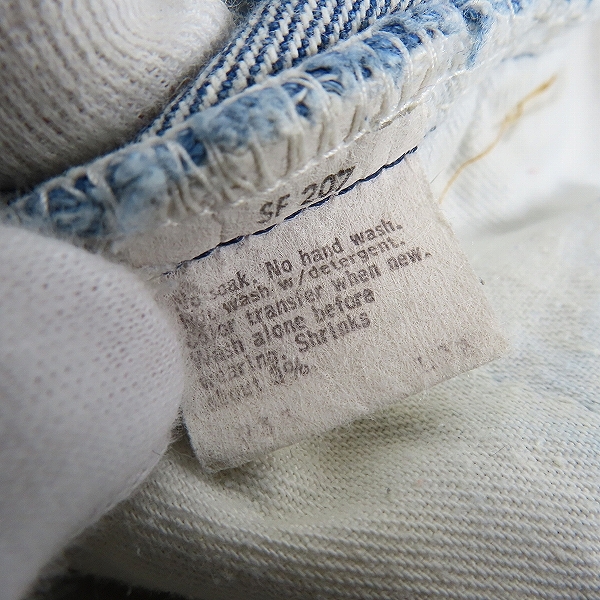 SF 207
No soak. No hand wash.
wash w/detergent.
Color transfer when new.
Wash alone before
wearing. Shrinks
about